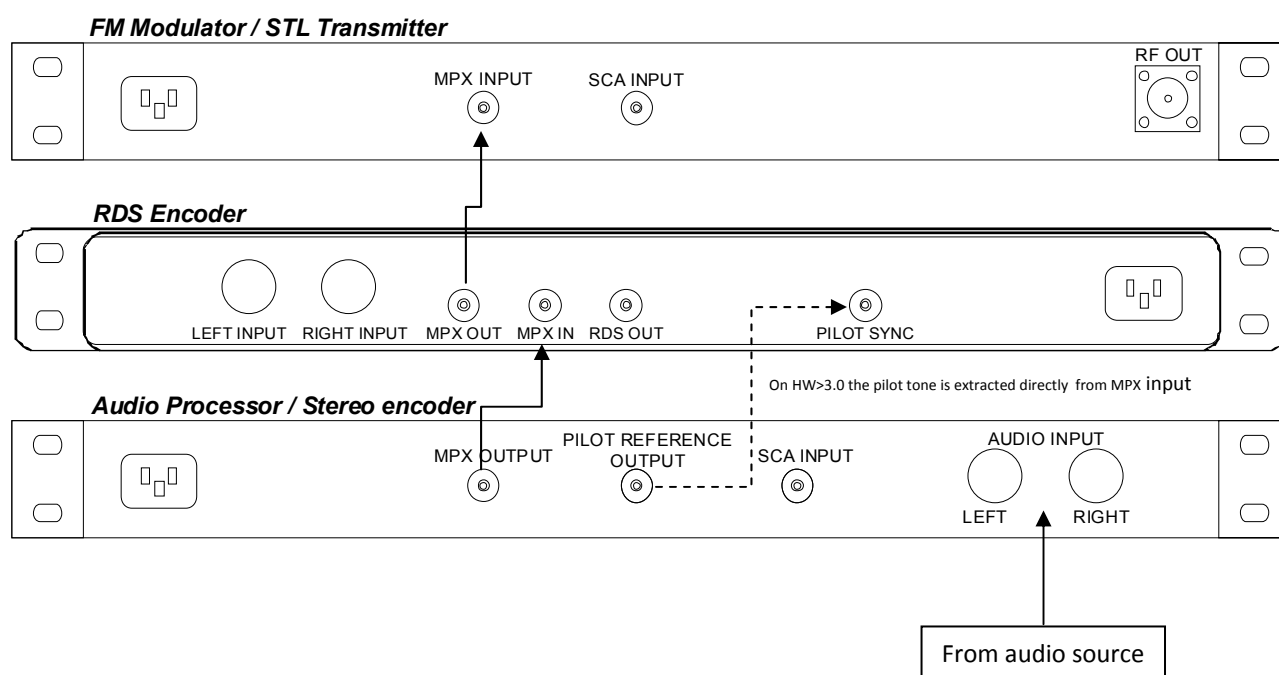 FM Modulator / STL Transmitter
MPX INPUT
SCA INPUT
RF OUT
RDS Encoder
LEFT INPUT
RIGHT INPUT
MPX OUT
MPX IN
RDS OUT
PILOT SYNC
On HW>3.0 the pilot tone is extracted directly from MPX input
Audio Processor / Stereo encoder
MPX OUTPUT
PILOT REFERENCE
OUTPUT
SCA INPUT
AUDIO INPUT
LEFT
RIGHT
From audio source